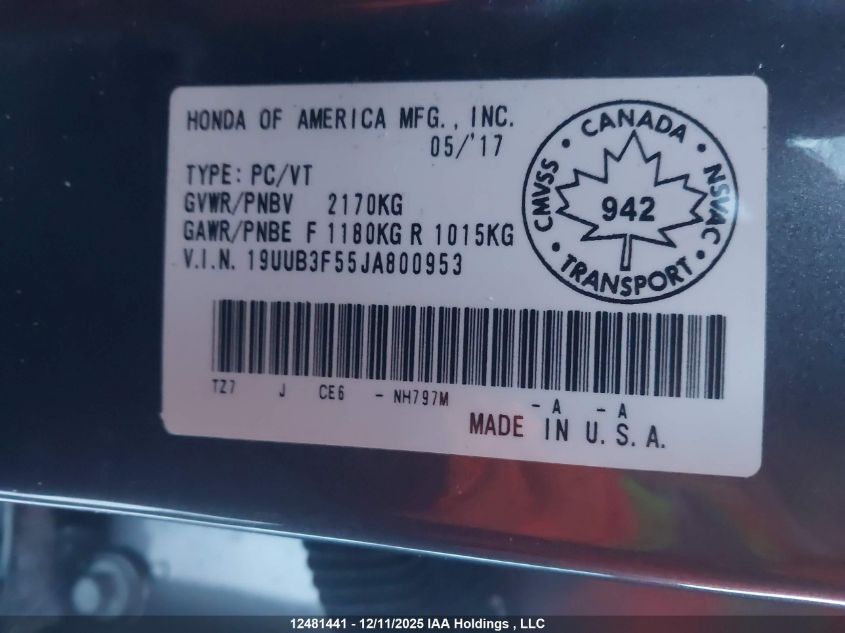 HONDA OF AMERICA MFG., INC.
05/'17
TYPE: PC/VT
GVWR/PNBV 2170KG
GAWR/PNBE F 1180KG R 1015KG
V.I.N. 19UUB3F55JA800953
CANADA
CMVSS
NSVAC
942
TRANSPORT
TZ7 J CE6 - NH797M - A - A
MADE IN U.S.A.
12481441 - 12/11/2025 IAA Holdings , LLC